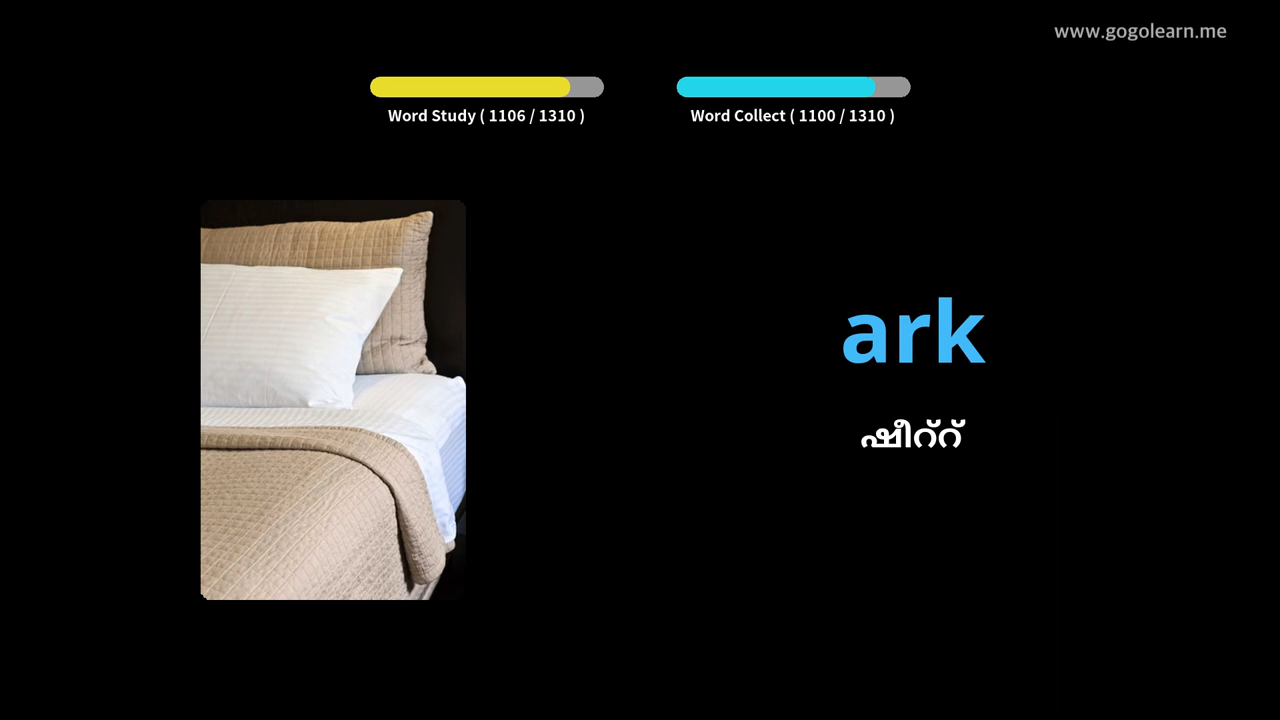 www.gogolearn.me
Word Study ( 1106 / 1310 )
Word Collect ( 1100 / 1310 )
ark
ഷീറ്റ്